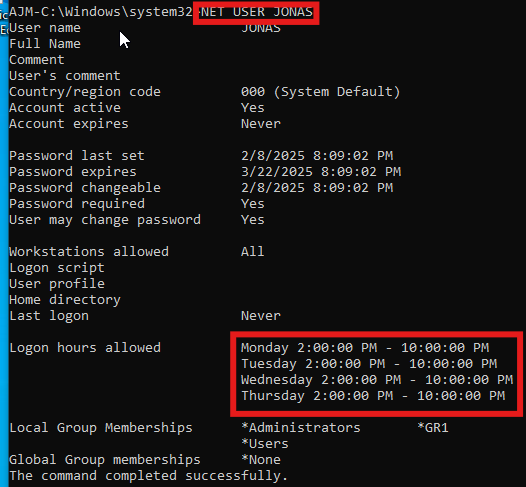 AJM-C:\Windows\system32>NET USER JONAS
User name JONAS
Full Name
Comment
User's comment
Country/region code 000 (System Default)
Account active Yes
Account expires Never
Password last set 2/8/2025 8:09:02 PM
Password expires 3/22/2025 8:09:02 PM
Password changeable 2/8/2025 8:09:02 PM
Password required Yes
User may change password Yes
Workstations allowed All
Logon script
User profile
Home directory
Last logon Never
Logon hours allowed Monday 2:00:00 PM - 10:00:00 PM
Tuesday 2:00:00 PM - 10:00:00 PM
Wednesday 2:00:00 PM - 10:00:00 PM
Thursday 2:00:00 PM - 10:00:00 PM
Local Group Memberships *Administrators *GR1
*Users
Global Group memberships *None
The command completed successfully.